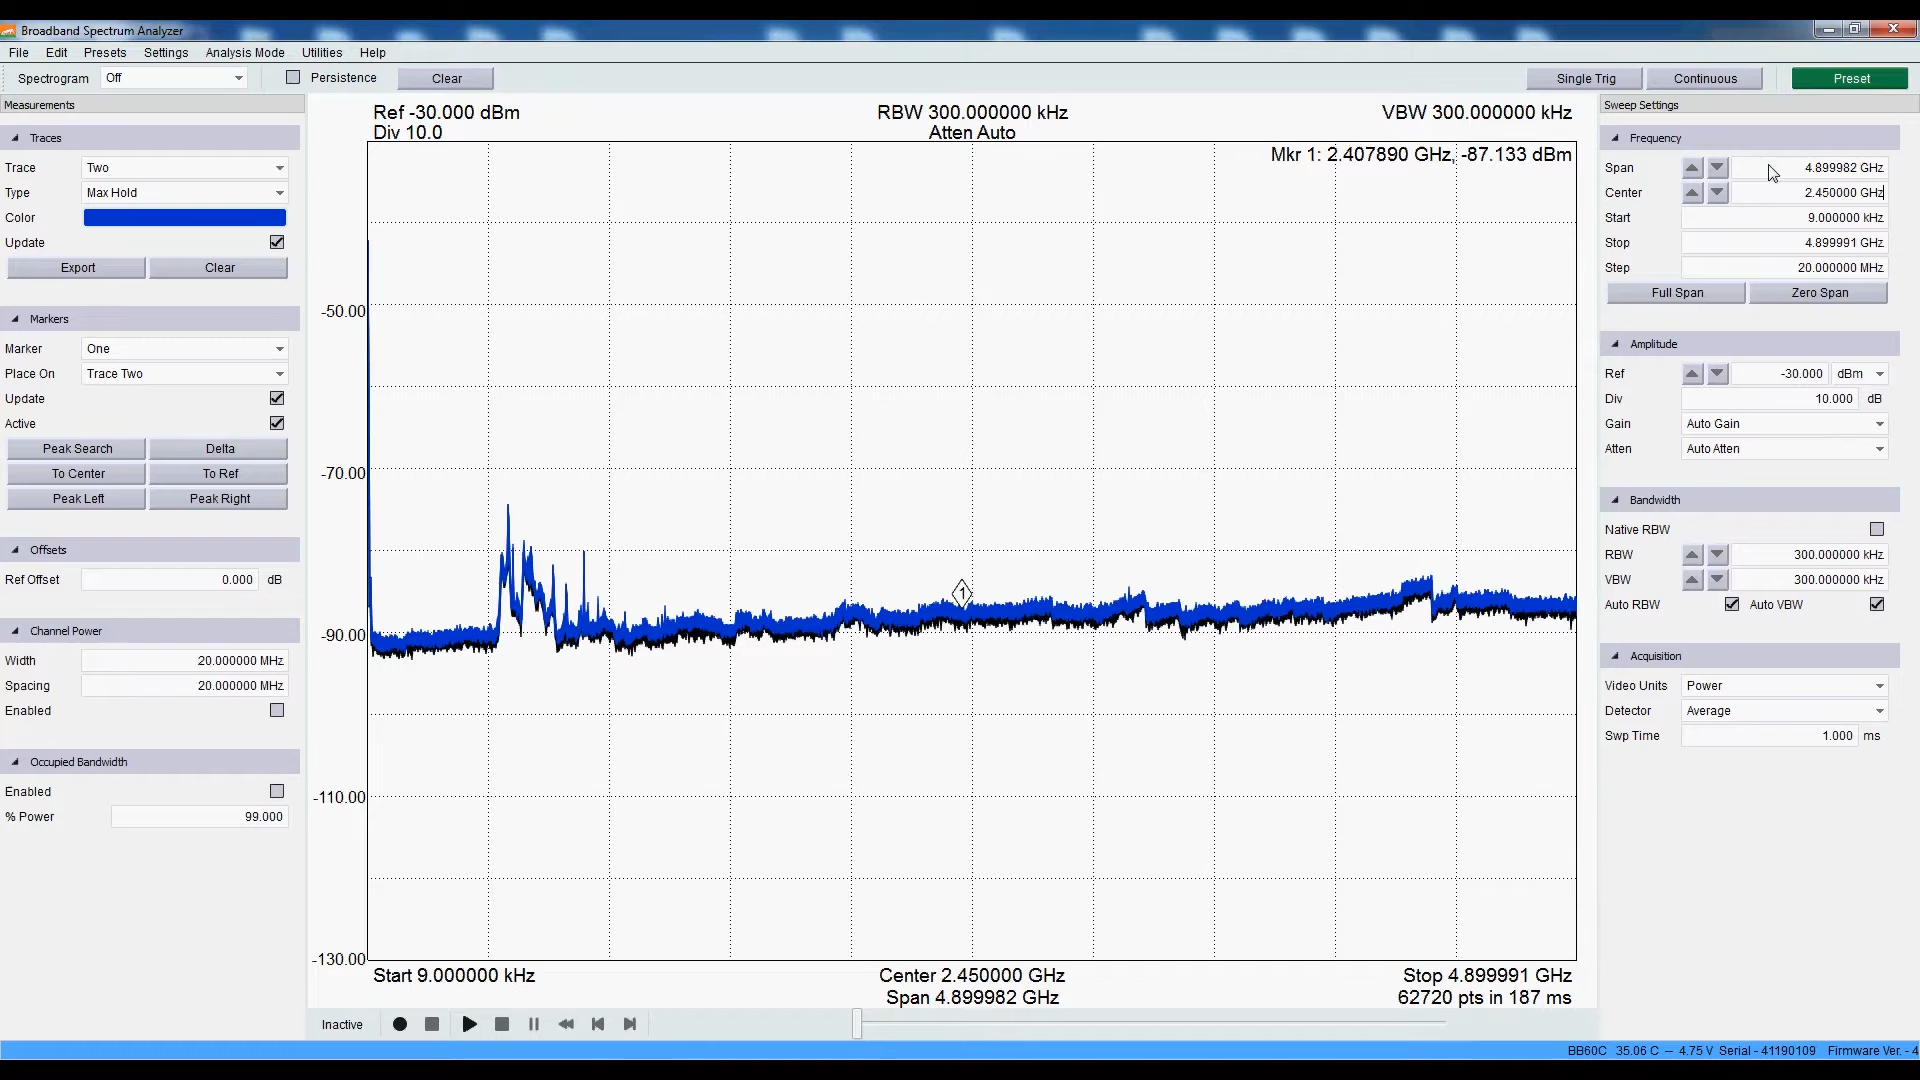 Broadband Spectrum Analyzer
File Edit Presets Settings Analysis Mode Utilities Help
Spectrogram Off Persistence Clear Single Trig Continuous Preset
Measurements
Traces
Trace Two
Type Max Hold
Color
Update
Export Clear
Markers
Marker One
Place On Trace Two
Update
Active
Peak Search Delta
To Center To Ref
Peak Left Peak Right
Offsets
Ref Offset 0.000 dB
Channel Power
Width 20.000000 MHz
Spacing 20.000000 MHz
Enabled
Occupied Bandwidth
Enabled
% Power 99.000
Ref -30.000 dBm RBW 300.000000 kHz VBW 300.000000 kHz
Div 10.0 Atten Auto
Mkr 1: 2.407890 GHz, -87.133 dBm
-50.00
-70.00
1
-90.00
-110.00
-130.00
Start 9.000000 kHz Center 2.450000 GHz Stop 4.899991 GHz
Span 4.899982 GHz 62720 pts in 187 ms
Inactive
Sweep Settings
Frequency
Span 4.899982 GHz
Center 2.450000 GHz
Start 9.000000 kHz
Stop 4.899991 GHz
Step 20.000000 MHz
Full Span Zero Span
Amplitude
Ref -30.000 dBm
Div 10.000 dB
Gain Auto Gain
Atten Auto Atten
Bandwidth
Native RBW
RBW 300.000000 kHz
VBW 300.000000 kHz
Auto RBW Auto VBW
Acquisition
Video Units Power
Detector Average
Swp Time 1.000 ms
BB60C 35.06 C -- 4.75 V Serial - 41190109 Firmware Ver. - 4